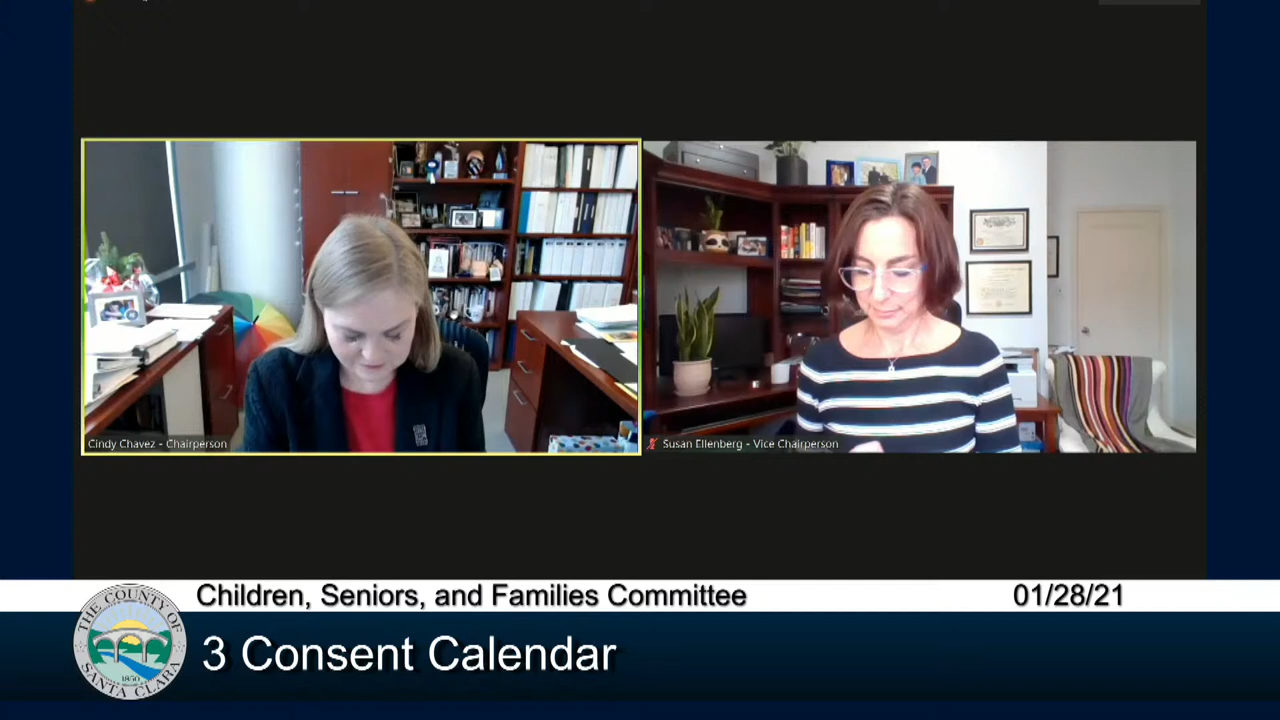 Cindy Chavez - Chairperson
Susan Ellenberg - Vice Chairperson
Children, Seniors, and Families Committee
01/28/21
THE COUNTY OF
SANTA CLARA
1850
3 Consent Calendar